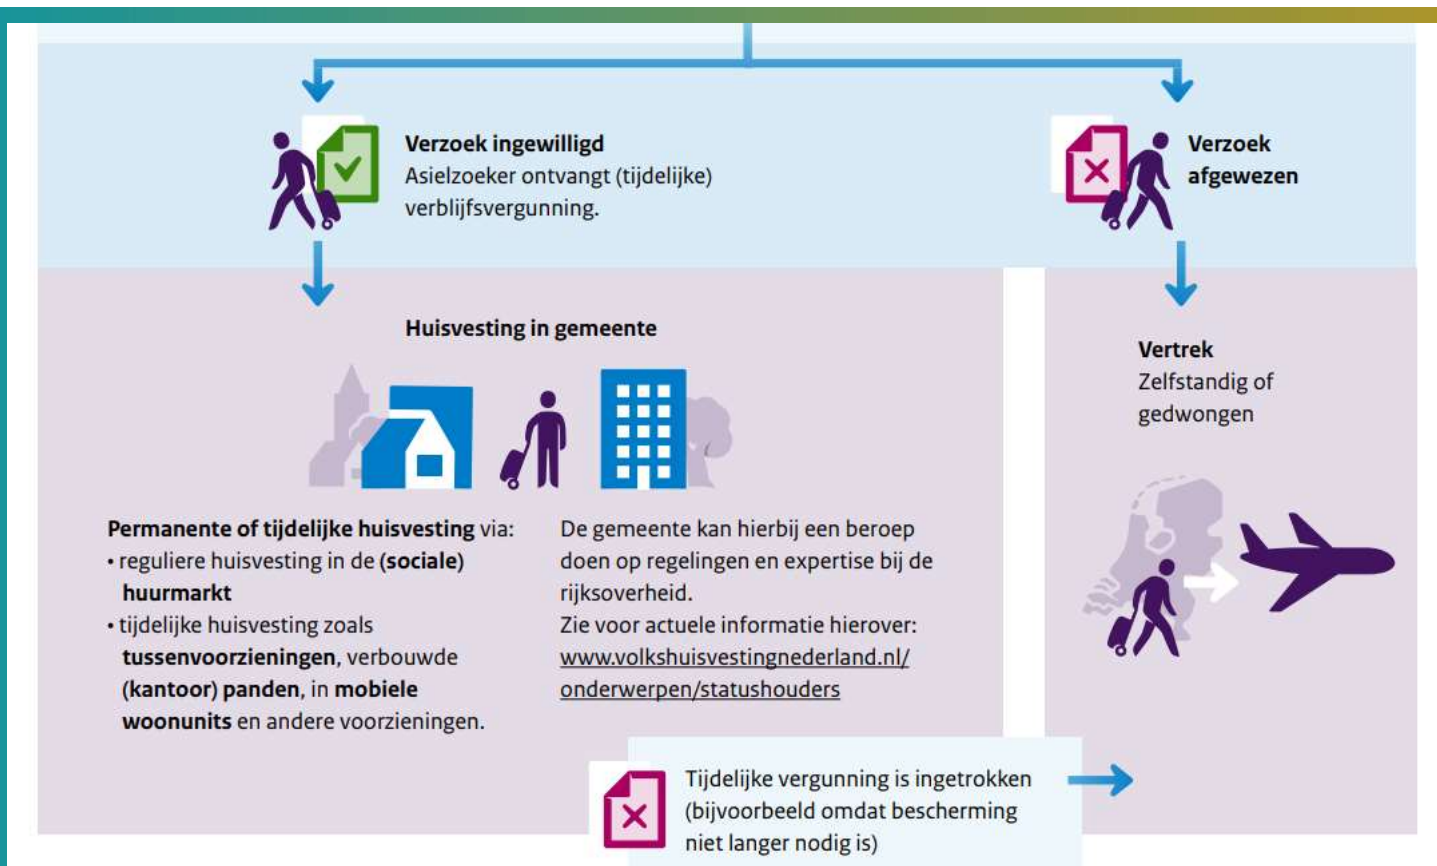 Verzoek ingewilligd
Asielzoeker ontvangt (tijdelijke)
verblijfsvergunning.
Verzoek
afgewezen
Huisvesting in gemeente
Permanente of tijdelijke huisvesting via:
• reguliere huisvesting in de (sociale)
huurmarkt
• tijdelijke huisvesting zoals
tussenvoorzieningen, verbouwde
(kantoor) panden, in mobiele
woonunits en andere voorzieningen.
De gemeente kan hierbij een beroep
doen op regelingen en expertise bij de
rijksoverheid.
Zie voor actuele informatie hierover:
www.volkshuisvestingnederland.nl/
onderwerpen/statushouders
Vertrek
Zelfstandig of
gedwongen
Tijdelijke vergunning is ingetrokken
(bijvoorbeeld omdat bescherming
niet langer nodig is)